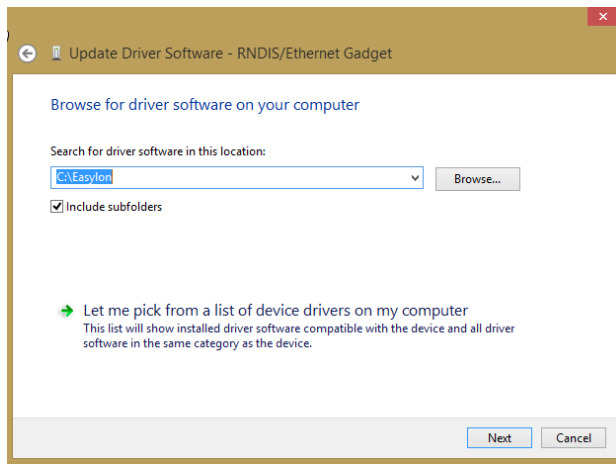 Update Driver Software - RNDIS/Ethernet Gadget
Browse for driver software on your computer
Search for driver software in this location:
C:\Easylon
Browse...
Include subfolders
Let me pick from a list of device drivers on my computer
This list will show installed driver software compatible with the device and all driver
software in the same category as the device.
Next
Cancel